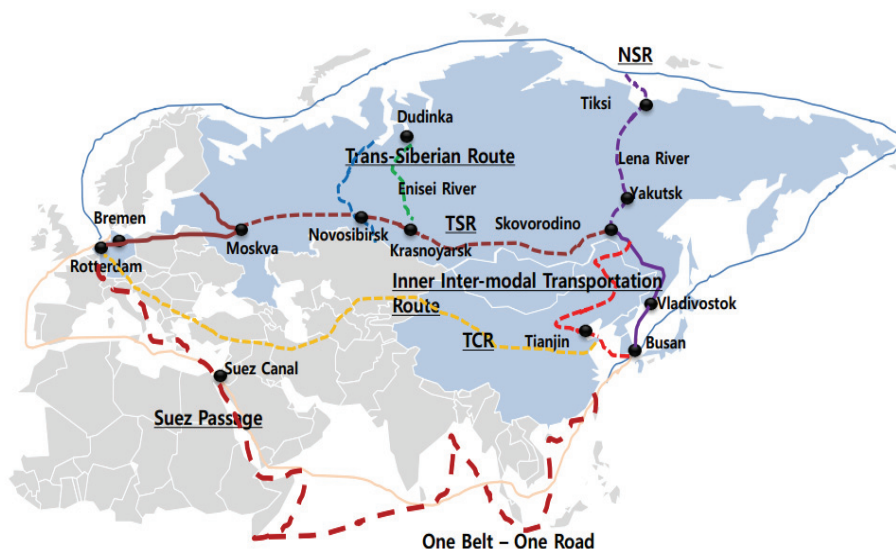 NSR
Dudinka
Tiksi
Trans-Siberian Route
Lena River
Enisei River
Yakutsk
Bremen
TSR
Skovorodino
Moskva
Novosibirsk
Krasnoyarsk
Rotterdam
Inner Inter-modal Transportation
Route
Vladivostok
TCR
Tianjin
Busan
Suez Canal
Suez Passage
One Belt – One Road